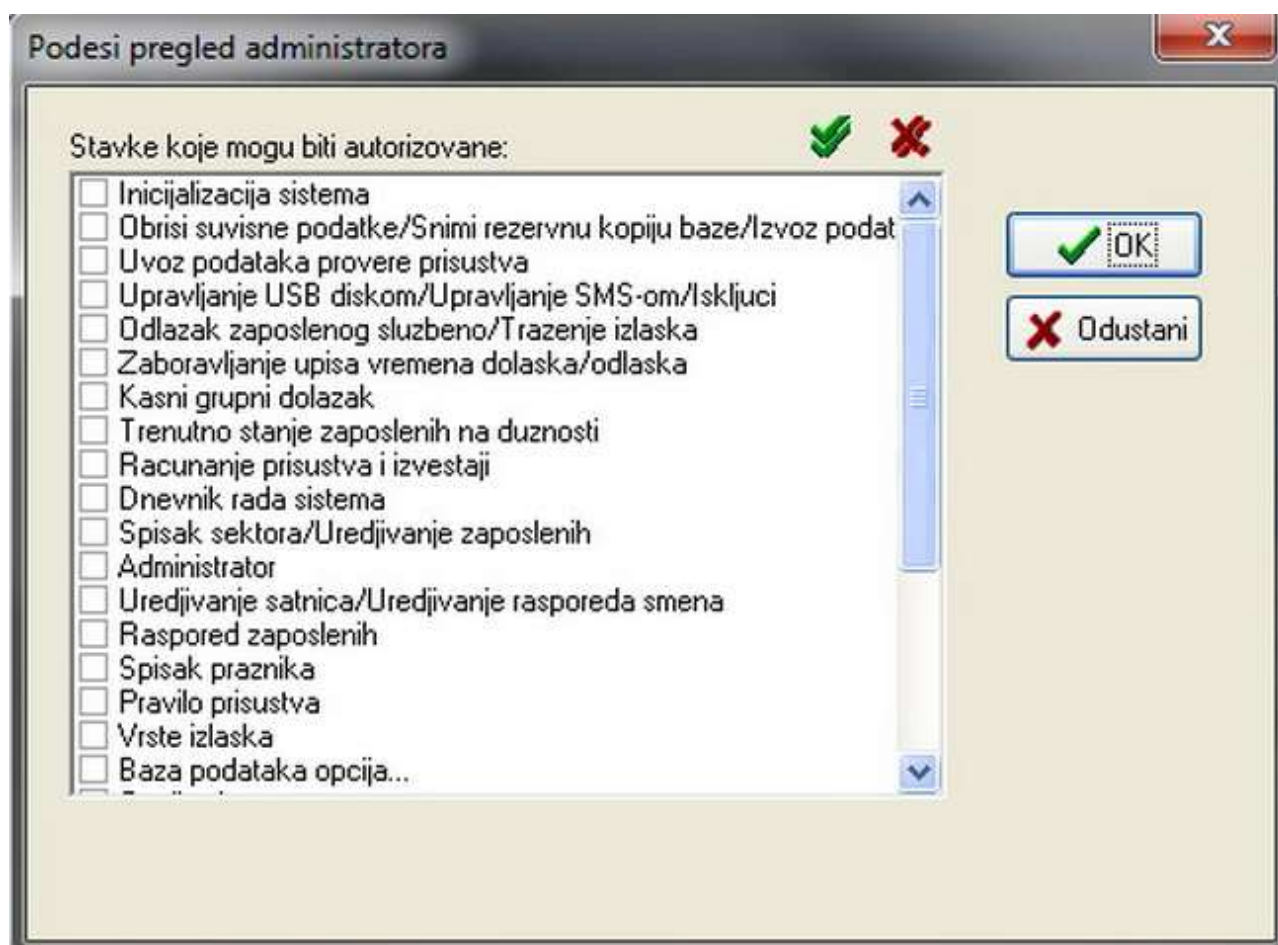 Podesi pregled administratora
Stavke koje mogu biti autorizovane:
Inicijalizacija sistema
Obrisi suvisne podatke/Snimi rezervnu kopiju baze/Izvoz podat
Uvoz podataka provere prisustva
Upravljanje USB diskom/Upravljanje SMS-om/Iskljuci
Odlazak zaposlenog sluzbeno/Trazenje izlaska
Zaboravljanje upisa vremena dolaska/odlaska
Kasni grupni dolazak
Trenutno stanje zaposlenih na duznosti
Racunanje prisustva i izvestaji
Dnevnik rada sistema
Spisak sektora/Uredjivanje zaposlenih
Administrator
Uredjivanje satnica/Uredjivanje rasporeda smena
Raspored zaposlenih
Spisak praznika
Pravilo prisustva
Vrste izlaska
Baza podataka opcija...
OK
Odustani